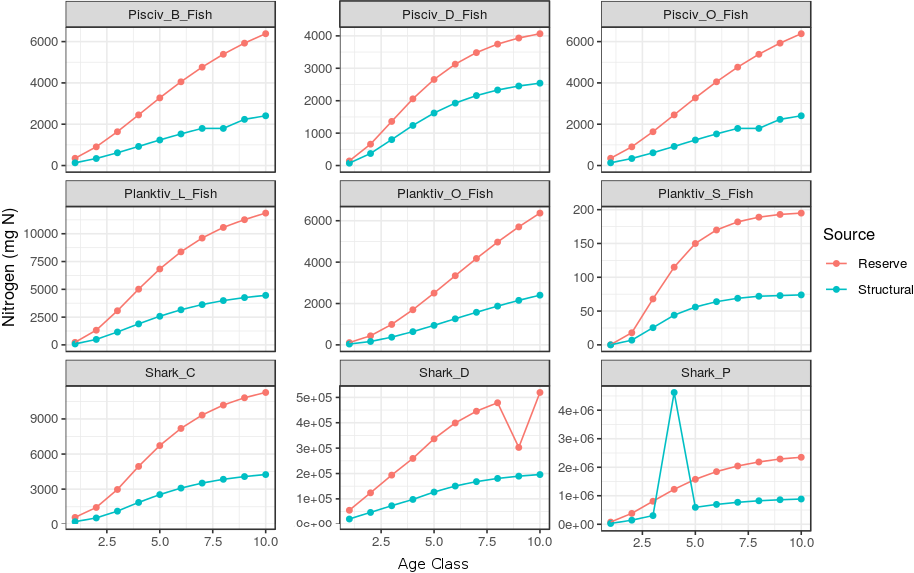 Pisciv_B_Fish Pisciv_D_Fish Pisciv_O_Fish
6000 4000 6000
4000 3000 4000
2000 2000 2000
0 1000 0
0
Planktiv_L_Fish Planktiv_O_Fish Planktiv_S_Fish
10000 6000 200
7500 4000 150
5000 2000 100
2500 0 50
0 0
Shark_C Shark_D Shark_P
9000 5e+05 4e+06
6000 4e+05 3e+06
3000 3e+05 2e+06
0 2e+05 1e+06
1e+05 0e+00
0e+00
2.5 5.0 7.5 10.0 2.5 5.0 7.5 10.0 2.5 5.0 7.5 10.0
Age Class
Nitrogen (mg N)
Source
Reserve
Structural